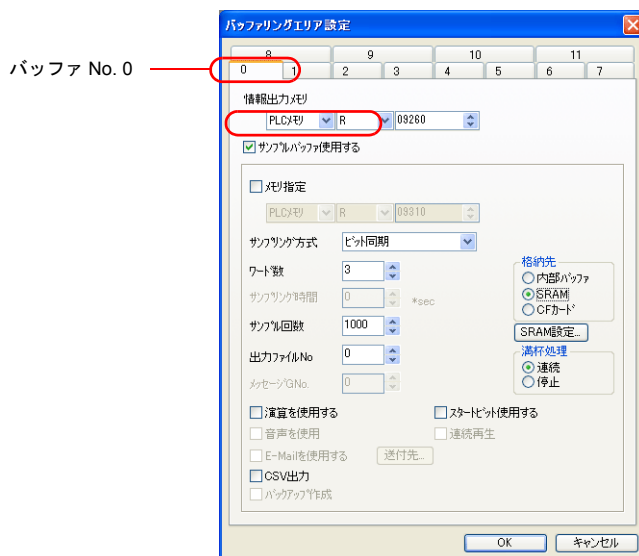 バッファリングエリア設定
バッファ No. 0
8 9 10 11
0 1 2 3 4 5 6 7
情報出力メモリ
PLCメモリ R 09260
サンプルバッファ使用する
メモリ指定
PLCメモリ R 09310
サンプリング方式 ビット同期
ワード数 3
サンプリング時間 0 *sec
サンプル回数 1000
出力ファイルNo 0
メッセージGNo. 0
格納先
内部バッファ
SRAM
CFカード
SRAM設定...
満杯処理
連続
停止
演算を使用する スタートビット使用する
音声を使用 連続再生
E-Mailを使用する 送付先...
CSV出力
バックアップ作成
OK キャンセル